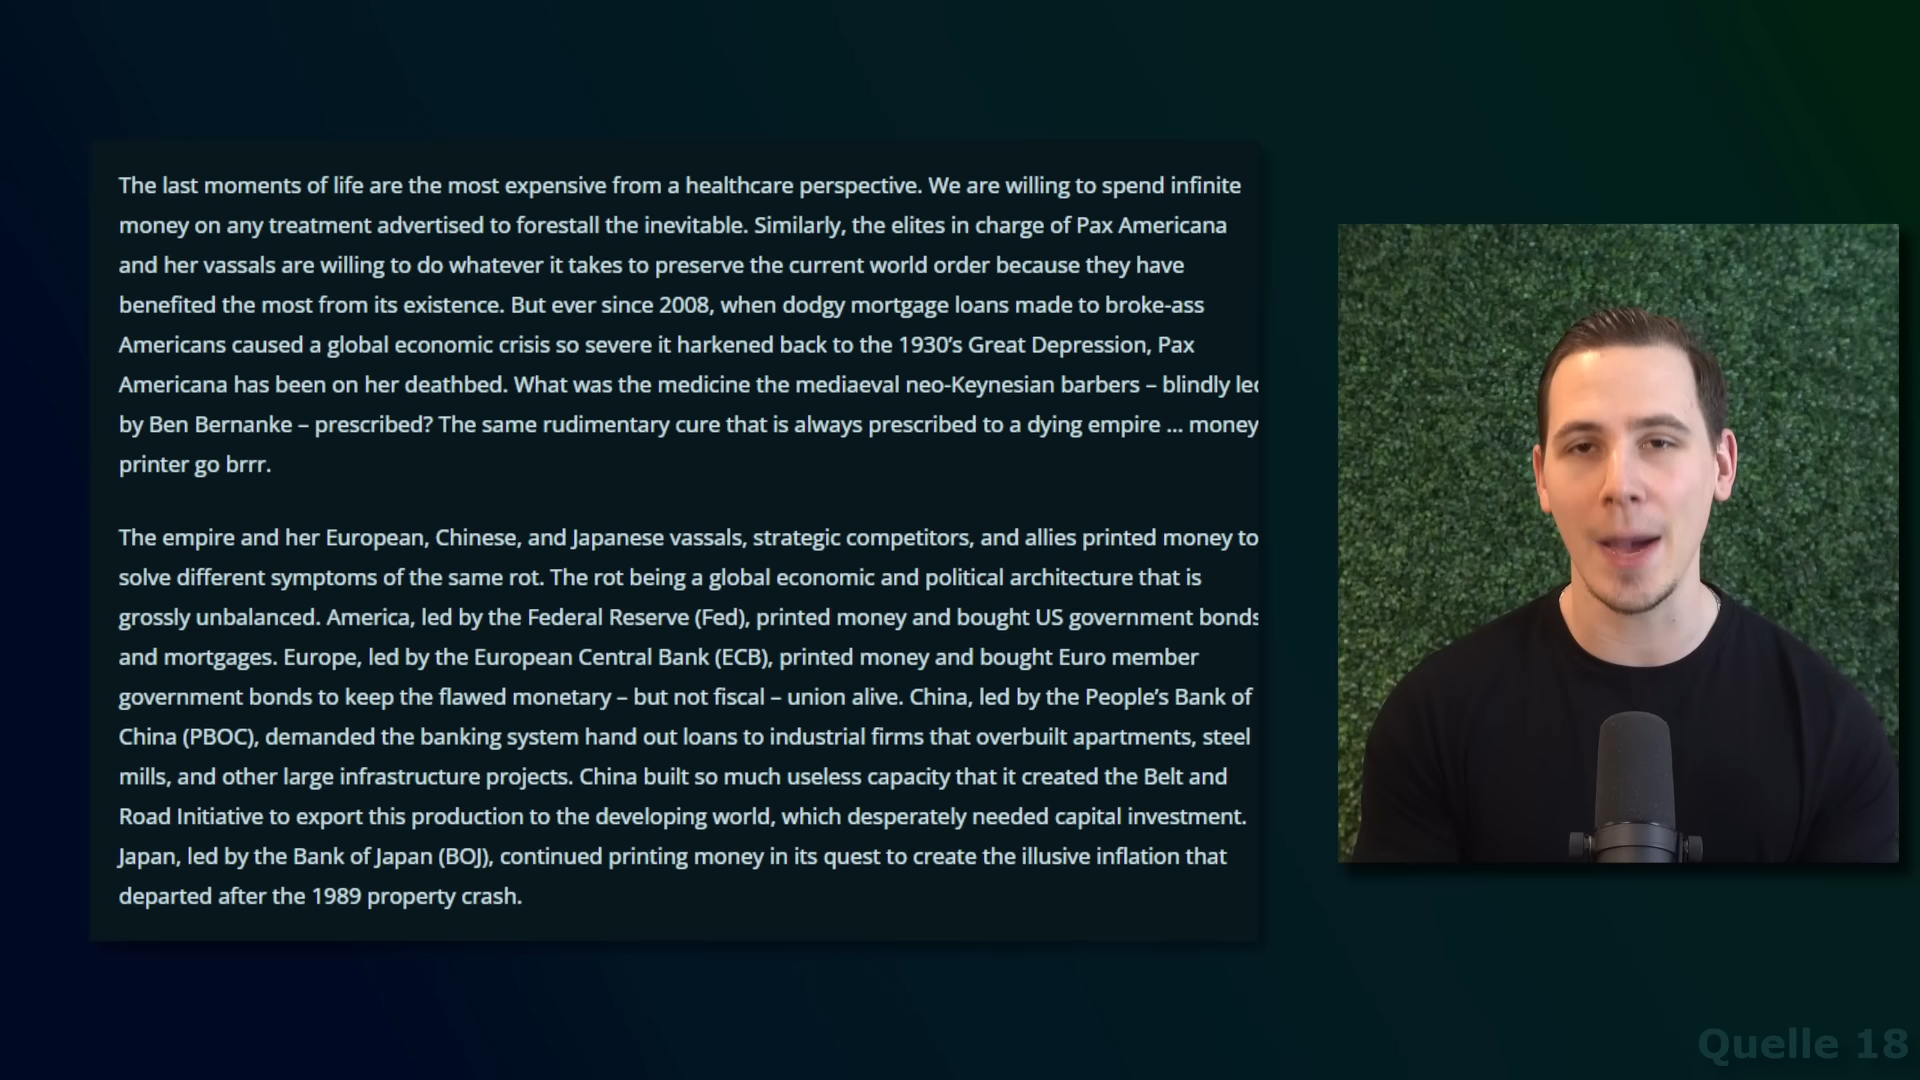 The last moments of life are the most expensive from a healthcare perspective. We are willing to spend infinite
money on any treatment advertised to forestall the inevitable. Similarly, the elites in charge of Pax Americana
and her vassals are willing to do whatever it takes to preserve the current world order because they have
benefited the most from its existence. But ever since 2008, when dodgy mortgage loans made to broke-ass
Americans caused a global economic crisis so severe it harkened back to the 1930's Great Depression, Pax
Americana has been on her deathbed. What was the medicine the mediaeval neo-Keynesian barbers – blindly led
by Ben Bernanke – prescribed? The same rudimentary cure that is always prescribed to a dying empire ... money
printer go brrr.
The empire and her European, Chinese, and Japanese vassals, strategic competitors, and allies printed money to
solve different symptoms of the same rot. The rot being a global economic and political architecture that is
grossly unbalanced. America, led by the Federal Reserve (Fed), printed money and bought US government bonds
and mortgages. Europe, led by the European Central Bank (ECB), printed money and bought Euro member
government bonds to keep the flawed monetary – but not fiscal – union alive. China, led by the People's Bank of
China (PBOC), demanded the banking system hand out loans to industrial firms that overbuilt apartments, steel
mills, and other large infrastructure projects. China built so much useless capacity that it created the Belt and
Road Initiative to export this production to the developing world, which desperately needed capital investment.
Japan, led by the Bank of Japan (BOJ), continued printing money in its quest to create the illusive inflation that
departed after the 1989 property crash.
Quelle 18